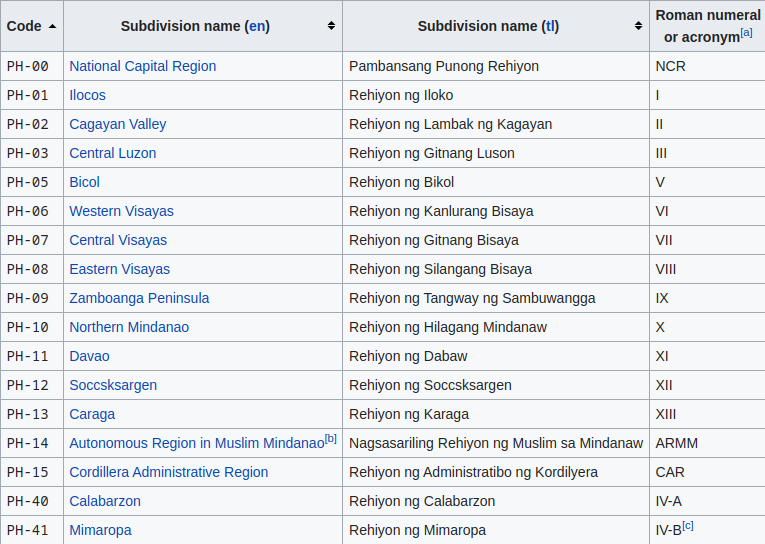 Code Subdivision name (en) Subdivision name (tl) Roman numeral or acronym[a]
PH-00 National Capital Region Pambansang Punong Rehiyon NCR
PH-01 Ilocos Rehiyon ng Iloko I
PH-02 Cagayan Valley Rehiyon ng Lambak ng Kagayan II
PH-03 Central Luzon Rehiyon ng Gitnang Luson III
PH-05 Bicol Rehiyon ng Bikol V
PH-06 Western Visayas Rehiyon ng Kanlurang Bisaya VI
PH-07 Central Visayas Rehiyon ng Gitnang Bisaya VII
PH-08 Eastern Visayas Rehiyon ng Silangang Bisaya VIII
PH-09 Zamboanga Peninsula Rehiyon ng Tangway ng Sambuwangga IX
PH-10 Northern Mindanao Rehiyon ng Hilagang Mindanaw X
PH-11 Davao Rehiyon ng Dabaw XI
PH-12 Soccsksargen Rehiyon ng Soccsksargen XII
PH-13 Caraga Rehiyon ng Karaga XIII
PH-14 Autonomous Region in Muslim Mindanao[b] Nagsasariling Rehiyon ng Muslim sa Mindanaw ARMM
PH-15 Cordillera Administrative Region Rehiyon ng Administratibo ng Kordilyera CAR
PH-40 Calabarzon Rehiyon ng Calabarzon IV-A
PH-41 Mimaropa Rehiyon ng Mimaropa IV-B[c]